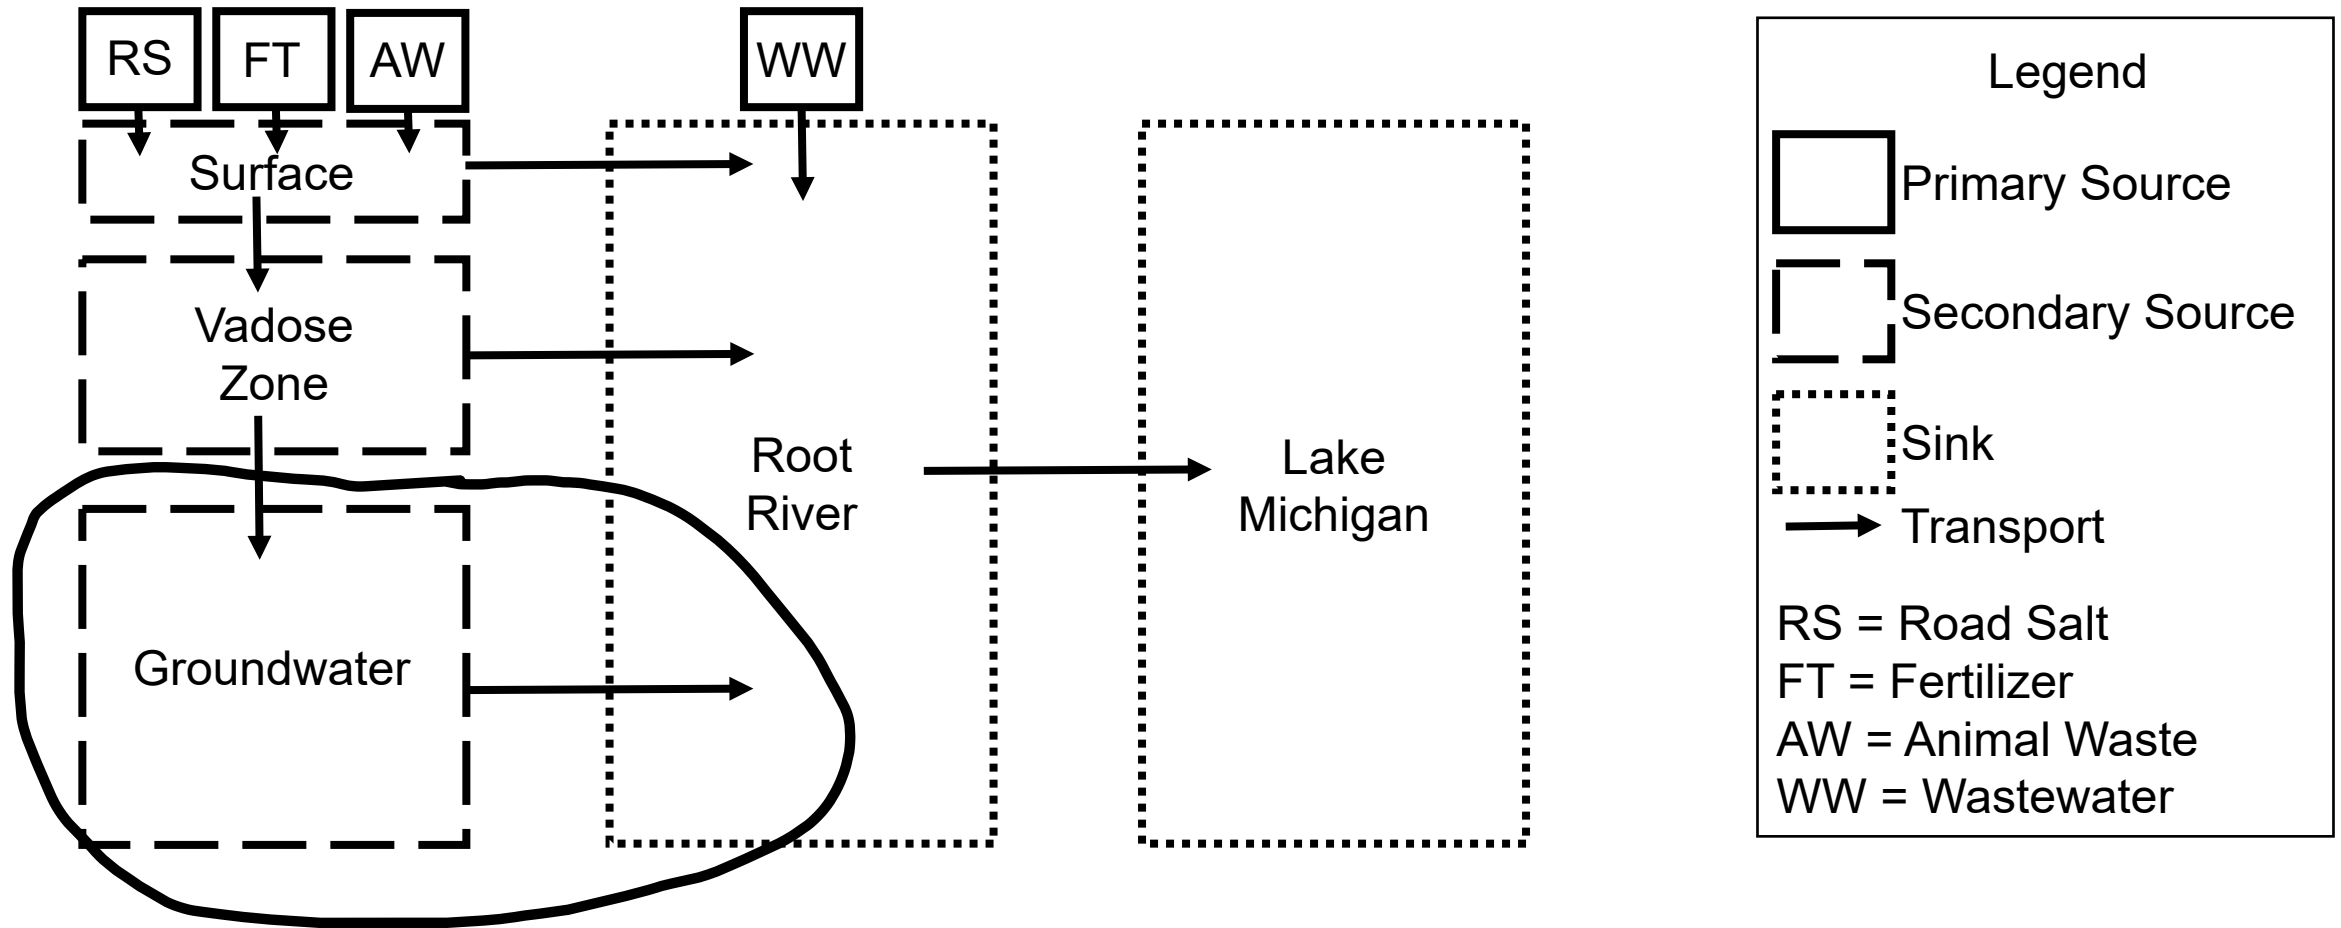 RS
FT
AW
WW
Surface
Vadose
Zone
Groundwater
Root
River
Lake
Michigan
Legend
Primary Source
Secondary Source
Sink
Transport
RS = Road Salt
FT = Fertilizer
AW = Animal Waste
WW = Wastewater